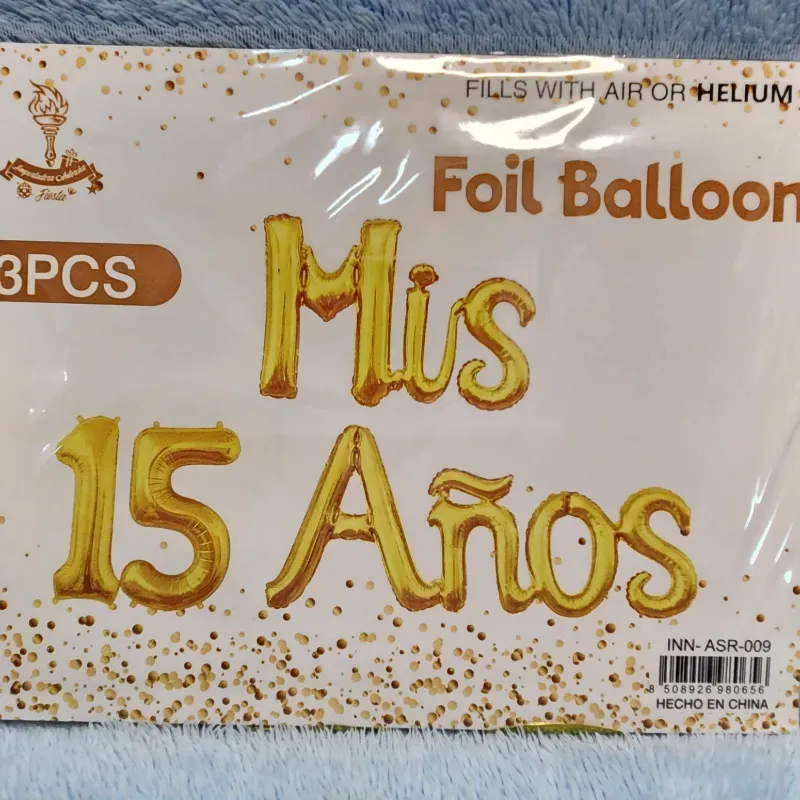 FILLS WITH AIR OR HELIUM
Fiesta
Foil Balloon
3PCS
Mis
15 Años
INN- ASR-009
8 508926 980656
HECHO EN CHINA